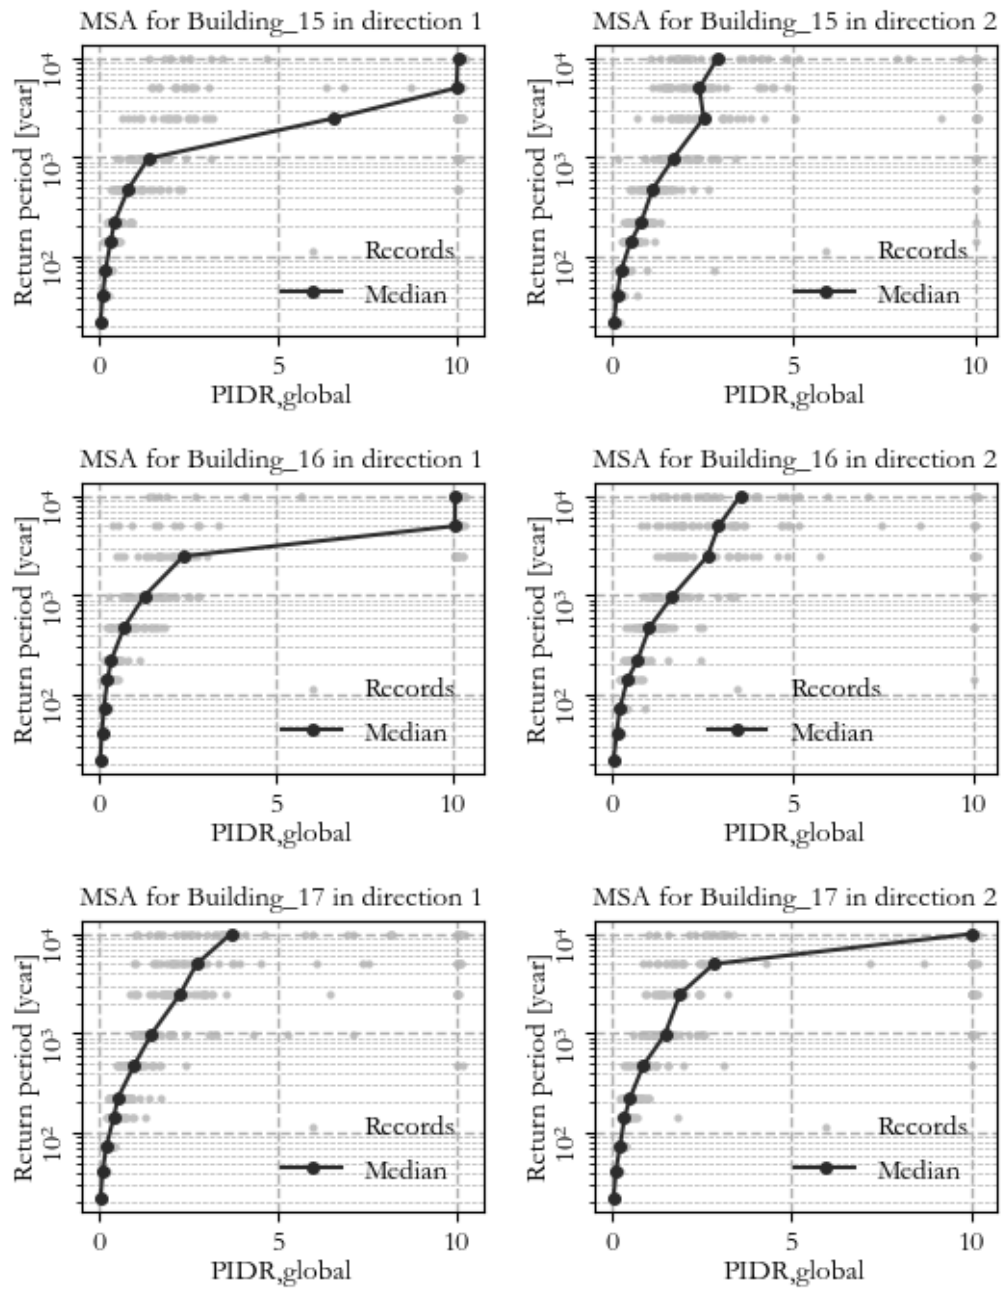 MSA for Building_15 in direction 1
Return period [year]
10⁴
10³
10²
Records
Median
0 5 10
PIDR,global
MSA for Building_15 in direction 2
Return period [year]
10⁴
10³
10²
Records
Median
0 5 10
PIDR,global
MSA for Building_16 in direction 1
Return period [year]
10⁴
10³
10²
Records
Median
0 5 10
PIDR,global
MSA for Building_16 in direction 2
Return period [year]
10⁴
10³
10²
Records
Median
0 5 10
PIDR,global
MSA for Building_17 in direction 1
Return period [year]
10⁴
10³
10²
Records
Median
0 5 10
PIDR,global
MSA for Building_17 in direction 2
Return period [year]
10⁴
10³
10²
Records
Median
0 5 10
PIDR,global